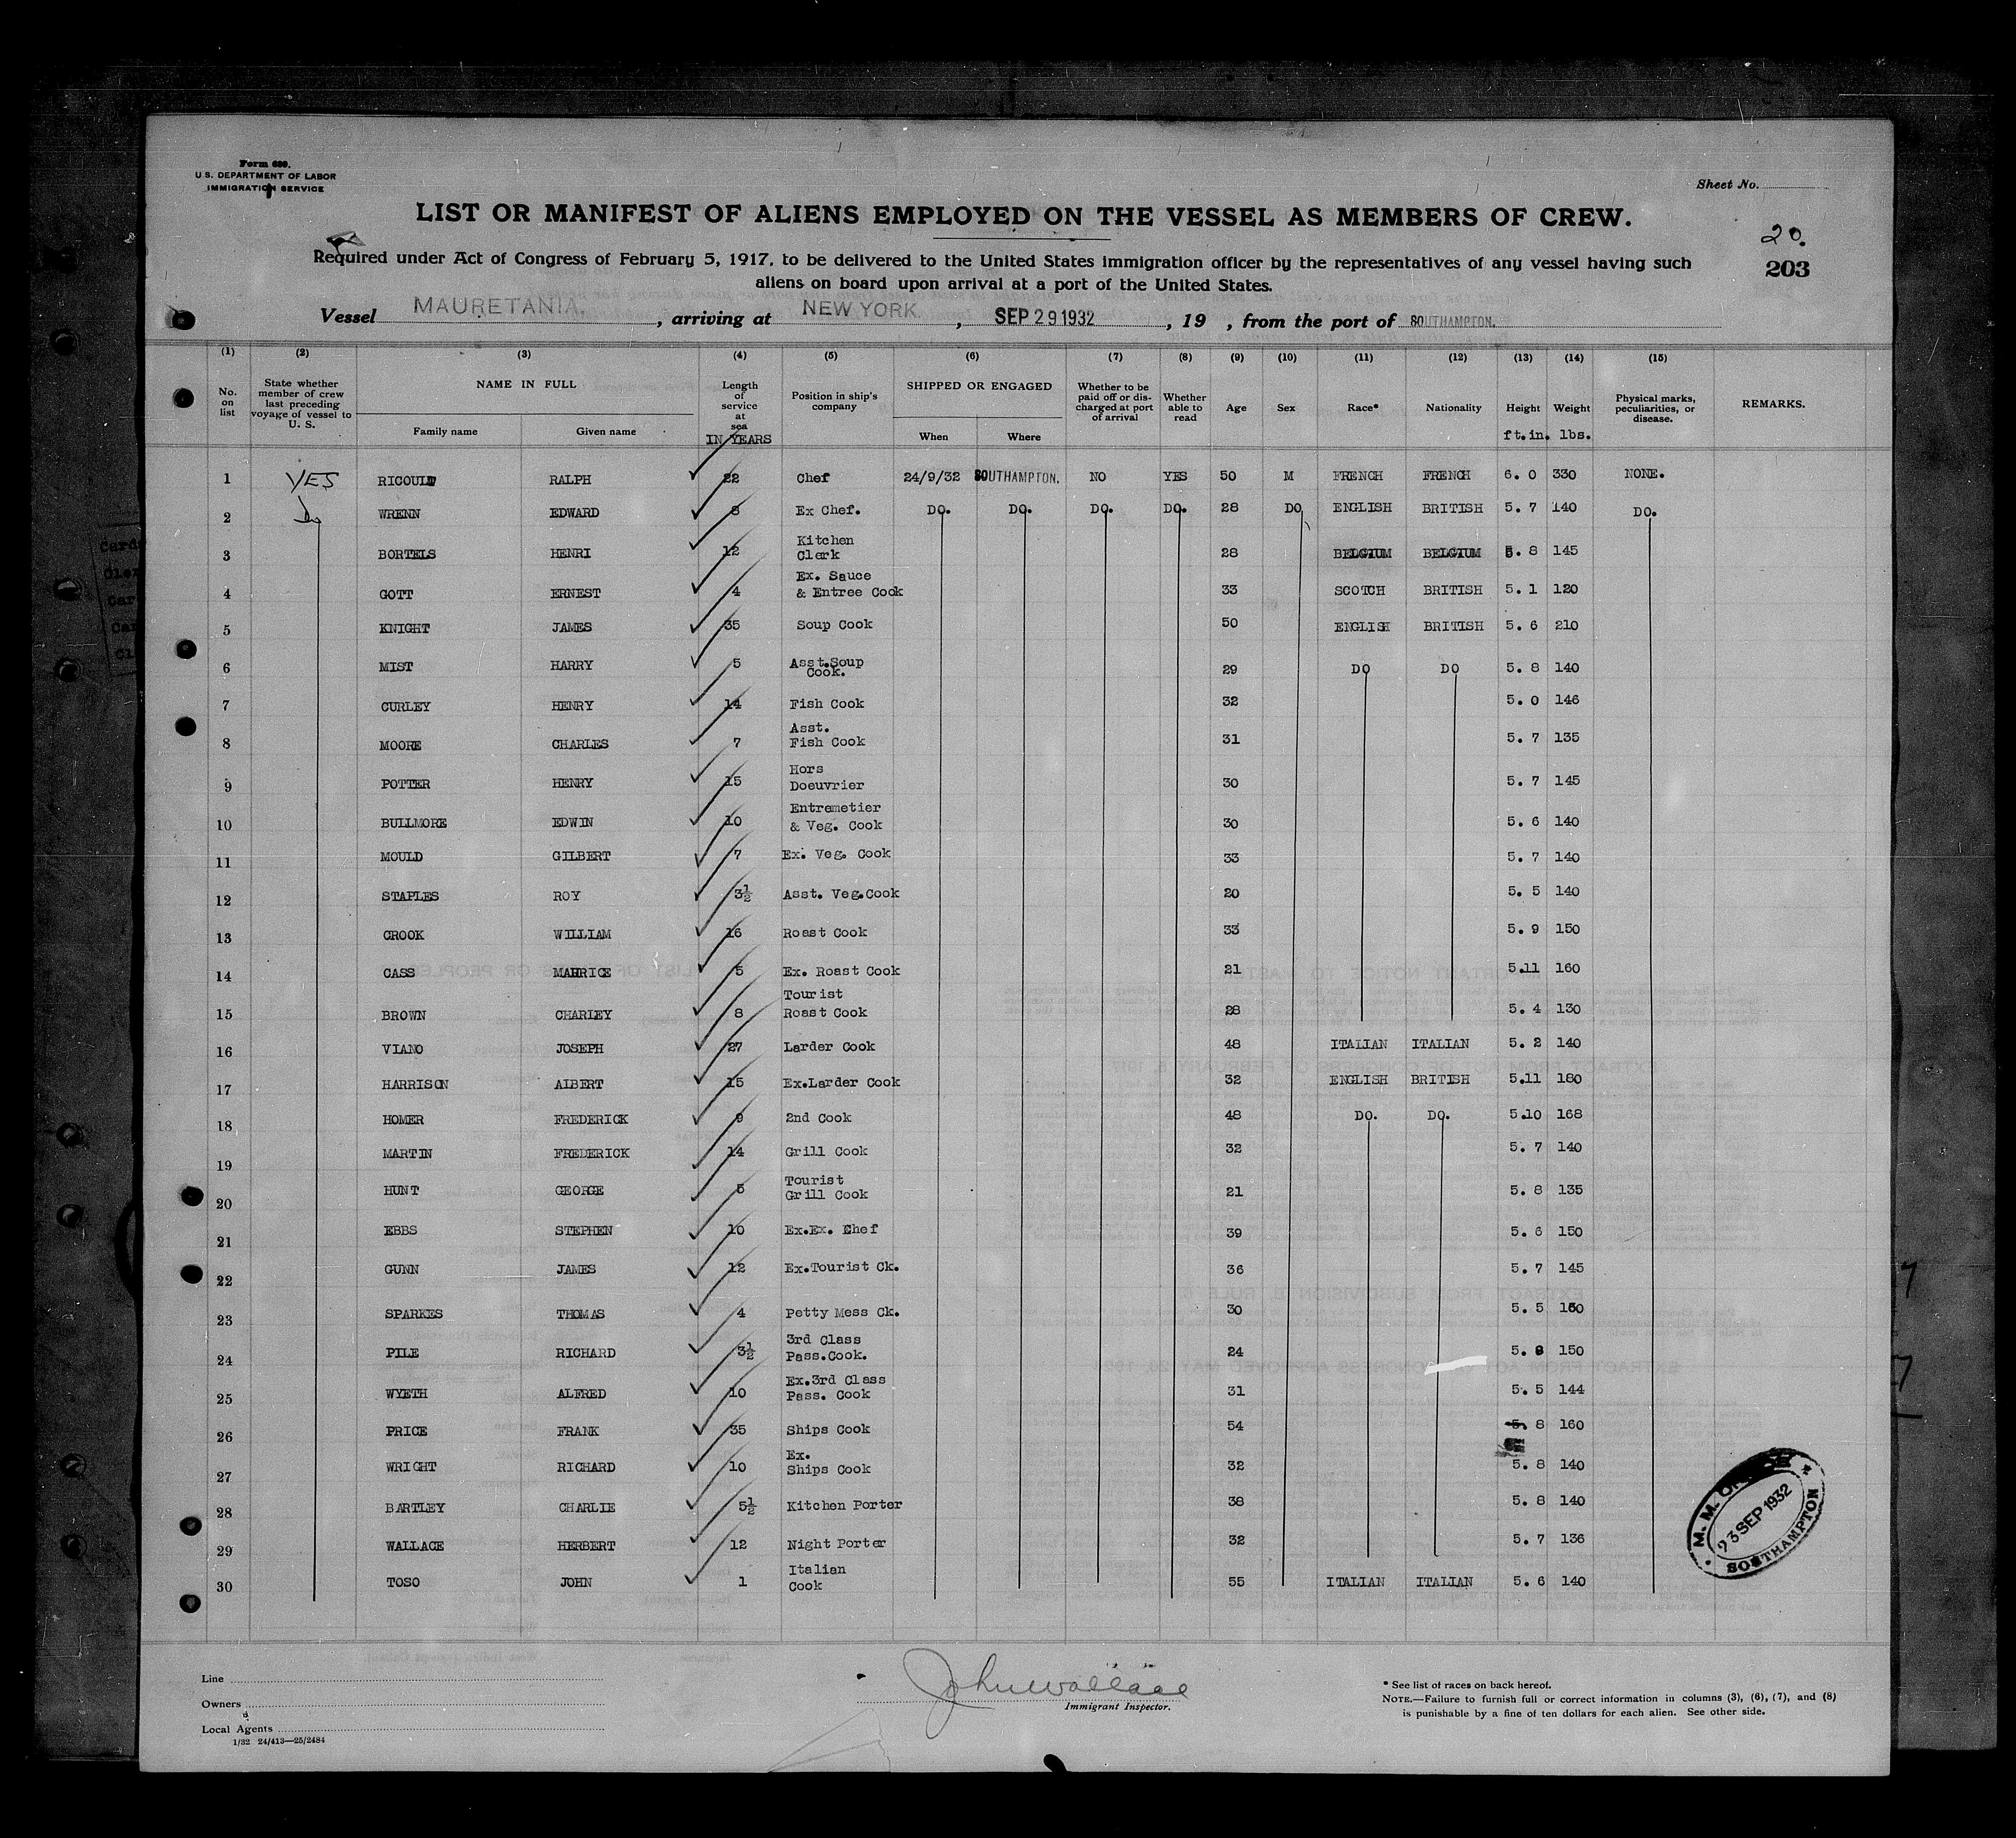 Form 689.
U.S. DEPARTMENT OF LABOR
IMMIGRATION SERVICE
Sheet No.
LIST OR MANIFEST OF ALIENS EMPLOYED ON THE VESSEL AS MEMBERS OF CREW.
20.
203
Required under Act of Congress of February 5, 1917, to be delivered to the United States immigration officer by the representatives of any vessel having such
aliens on board upon arrival at a port of the United States.
Vessel MAURETANIA. , arriving at NEW YORK. , SEP 29 1932 , 19 , from the port of SOUTHAMPTON.
(1) (2) (3) (4) (5) (6) (7) (8) (9) (10) (11) (12) (13) (14) (15)
No. on list State whether member of crew last preceding voyage of vessel to U. S. NAME IN FULL Family name Given name Length of service at sea IN YEARS Position in ship's company SHIPPED OR ENGAGED When Where Whether to be paid off or discharged at port of arrival Whether able to read Age Sex Race* Nationality Height ft.in. Weight lbs. Physical marks, peculiarities, or disease. REMARKS.
1 YES RIGOULT RALPH 22 Chef 24/9/32 SOUTHAMPTON. NO YES 50 M FRENCH FRENCH 6. 0 330 NONE.
2 do WRENN EDWARD 8 Ex Chef. DO. DO. DO. DO. 28 DO ENGLISH BRITISH 5. 7 140 DO.
3 BORTELS HENRI 12 Kitchen Clerk 28 BELGIUM BELGIUM 5. 8 145
4 GOTT ERNEST 4 Ex. Sauce & Entree Cook 33 SCOTCH BRITISH 5. 1 120
5 KNIGHT JAMES 35 Soup Cook 50 ENGLISH BRITISH 5. 6 210
6 MIST HARRY 5 Asst.Soup Cook. 29 DO DO 5. 8 140
7 CURLEY HENRY 14 Fish Cook 32 5. 0 146
8 MOORE CHARLES 7 Asst. Fish Cook 31 5. 7 135
9 POTTER HENRY 15 Hors Doeuvrier 30 5. 7 145
10 BULLMORE EDWIN 10 Entremetier & Veg. Cook 30 5. 6 140
11 MOULD GILBERT 7 Ex. Veg. Cook 33 5. 7 140
12 STAPLES ROY 3½ Asst. Veg.Cook 20 5. 5 140
13 CROOK WILLIAM 16 Roast Cook 33 5. 9 150
14 CASS MAURICE 5 Ex. Roast Cook 21 5.11 160
15 BROWN CHARLEY 8 Tourist Roast Cook 28 5. 4 130
16 VIANO JOSEPH 27 Larder Cook 48 ITALIAN ITALIAN 5. 2 140
17 HARRISON ALBERT 15 Ex.Larder Cook 32 ENGLISH BRITISH 5.11 180
18 HOMER FREDERICK 9 2nd Cook 48 DO. DO. 5.10 168
19 MARTIN FREDERICK 14 Grill Cook 32 5. 7 140
20 HUNT GEORGE 5 Tourist Grill Cook 21 5. 8 135
21 EBBS STEPHEN 10 Ex.Ex. Chef 39 5. 6 150
22 GUNN JAMES 12 Ex.Tourist Ck. 36 5. 7 145
23 SPARKES THOMAS 4 Petty Mess Ck. 30 5. 5 160
24 PILE RICHARD 3½ 3rd Class Pass.Cook. 24 5. 8 150
25 WYETH ALFRED 10 Ex.3rd Class Pass. Cook 31 5. 5 144
26 PRICE FRANK 35 Ships Cook 54 5. 8 160
27 WRIGHT RICHARD 10 Ex. Ships Cook 32 5. 8 140
28 BARTLEY CHARLIE 5½ Kitchen Porter 38 5. 8 140
29 WALLACE HERBERT 12 Night Porter 32 5. 7 136
30 TOSO JOHN 1 Italian Cook 55 ITALIAN ITALIAN 5. 6 140
M. M. 23 SEP 1932 SOUTHAMPTON
Line
Owners
Local Agents
1/32 24/413—25/2484
John Wallace
Immigrant Inspector.
* See list of races on back hereof.
NOTE.—Failure to furnish full or correct information in columns (3), (6), (7), and (8)
is punishable by a fine of ten dollars for each alien. See other side.